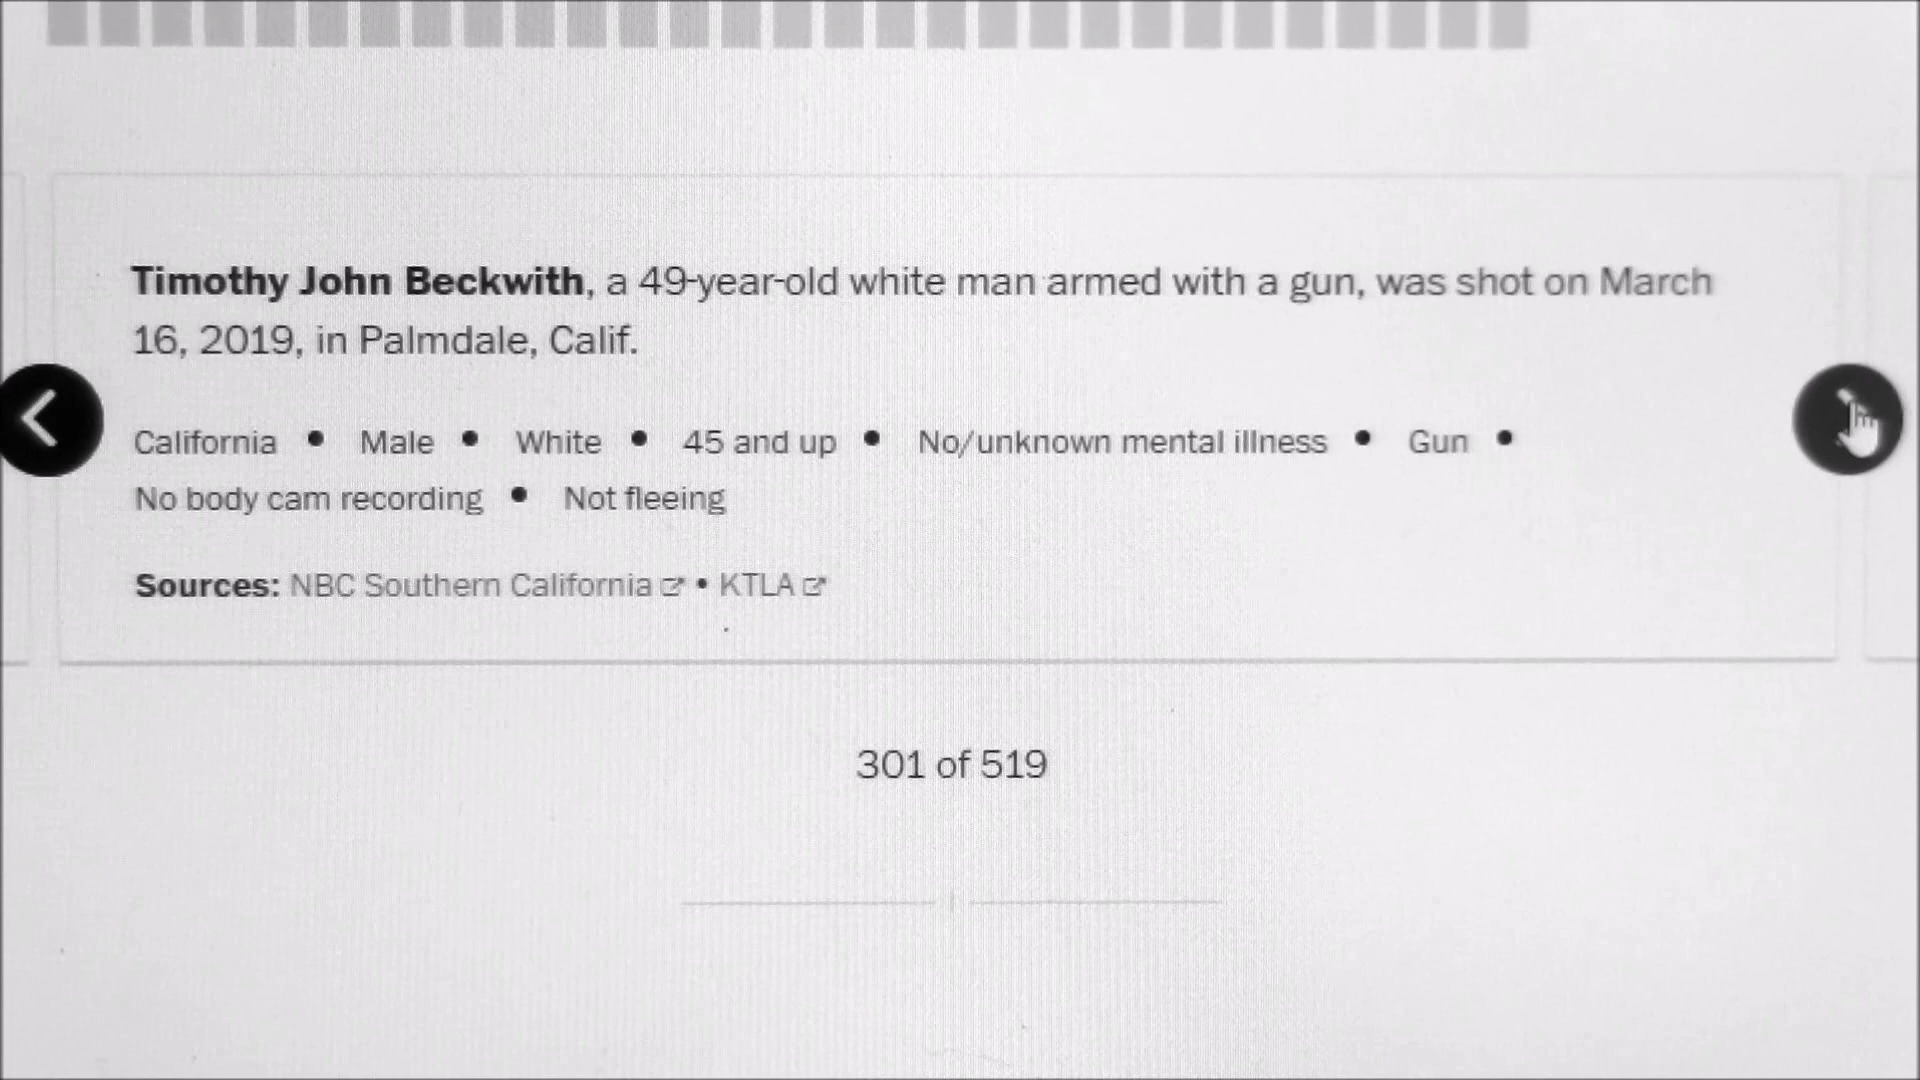 Timothy John Beckwith, a 49-year-old white man armed with a gun, was shot on March
16, 2019, in Palmdale, Calif.
California • Male • White • 45 and up • No/unknown mental illness • Gun •
No body cam recording • Not fleeing
Sources: NBC Southern California • KTLA
301 of 519